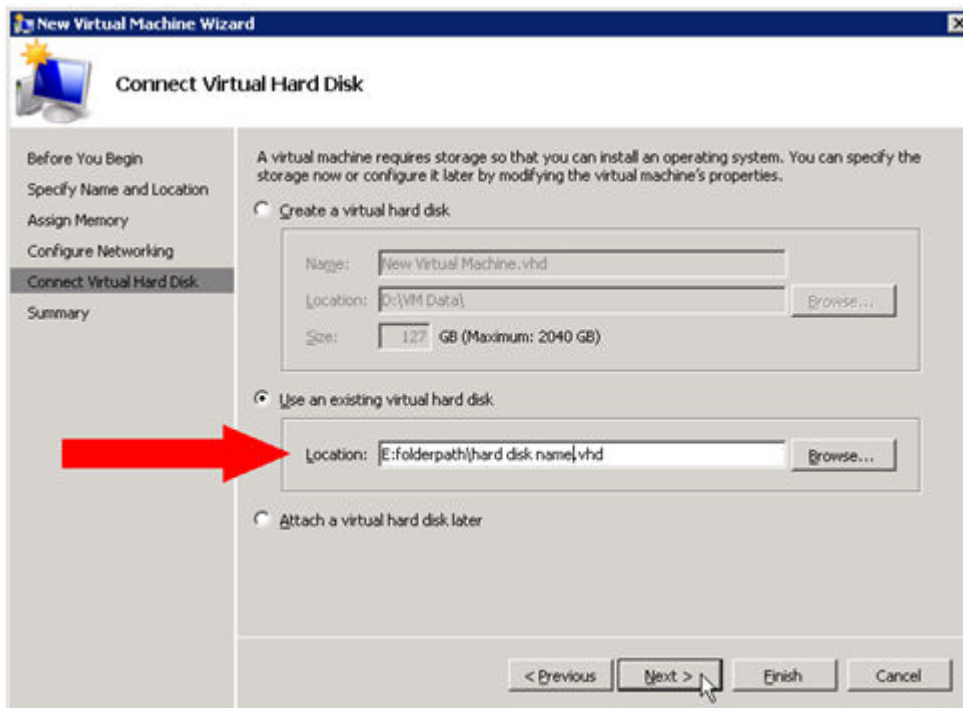 New Virtual Machine Wizard
Connect Virtual Hard Disk
Before You Begin
Specify Name and Location
Assign Memory
Configure Networking
Connect Virtual Hard Disk
Summary
A virtual machine requires storage so that you can install an operating system. You can specify the
storage now or configure it later by modifying the virtual machine's properties.
Create a virtual hard disk
Name: New Virtual Machine.vhd
Location: D:\VM Data\ Browse...
Size: 127 GB (Maximum: 2040 GB)
Use an existing virtual hard disk
Location: E:folderpath\hard disk name.vhd Browse...
Attach a virtual hard disk later
< Previous Next > Finish Cancel